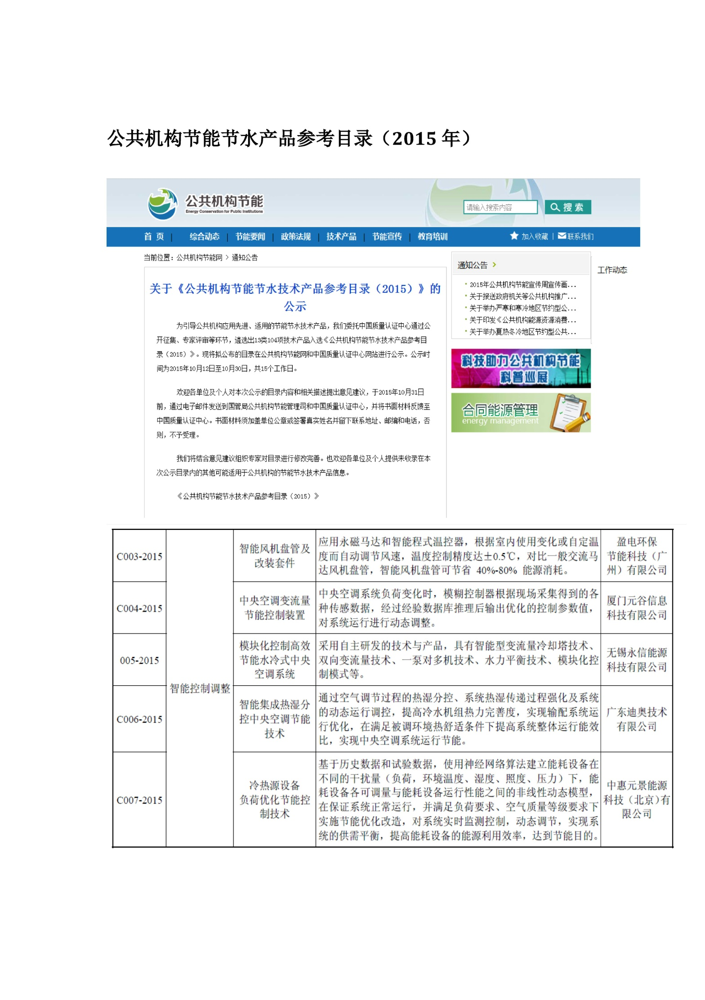 公共机构节能节水产品参考目录（2015 年）
公共机构节能
Energy Conservation for Public Institutions
请输入搜索内容
搜 索
首 页 | 综合动态 | 节能要闻 | 政策法规 | 技术产品 | 节能宣传 | 教育培训
加入收藏 | 联系我们
当前位置：公共机构节能网 > 通知公告
关于《公共机构节能节水技术产品参考目录（2015）》的
公示
为引导公共机构应用先进、适用的节能节水技术产品，我们委托中国质量认证中心通过公
开征集、专家评审等环节，遴选出13类104项技术产品入选《公共机构节能节水技术产品参考目
录（2015）》。现将拟公布的目录在公共机构节能网和中国质量认证中心网站进行公示。公示时
间为2015年10月12日至10月30日，共15个工作日。
欢迎各单位及个人对本次公示的目录内容和相关描述提出意见建议，于2015年10月31日
前，通过电子邮件发送到国管局公共机构节能管理司和中国质量认证中心，并将书面材料反馈至
中国质量认证中心。书面材料须加盖单位公章或签署真实姓名并留下联系地址、邮编和电话，否
则，不予受理。
我们将结合意见建议组织专家对目录进行修改完善。也欢迎各单位及个人提供未收录在本
次公示目录内的其他可能适用于公共机构的节能节水技术产品信息。
《公共机构节能节水技术产品参考目录（2015）》
通知公告 >
2015年公共机构节能宣传周宣传画...
关于报送政府机关等公共机构推广...
关于举办严寒和寒冷地区节约型公...
关于印发《公共机构能源资源消费...
关于举办夏热冬冷地区节约型公共...
工作动态
科技助力公共机构节能
科普巡展
合同能源管理
energy management
C003-2015
智能控制调整
智能风机盘管及
改装套件
应用永磁马达和智能程式温控器，根据室内使用变化或自定温
度而自动调节风速，温度控制精度达±0.5℃，对比一般交流马
达风机盘管，智能风机盘管可节省 40%-80% 能源消耗。
盈电环保
节能科技（广
州）有限公司
C004-2015
中央空调变流量
节能控制装置
中央空调系统负荷变化时，模糊控制器根据现场采集得到的各
种传感数据，经过经验数据库推理后输出优化的控制参数值，
对系统运行进行动态调整。
厦门元谷信息
科技有限公司
005-2015
模块化控制高效
节能水冷式中央
空调系统
采用自主研发的技术与产品，具有智能型变流量冷却塔技术、
双向变流量技术、一泵对多机技术、水力平衡技术、模块化控
制模式等。
无锡永信能源
科技有限公司
C006-2015
智能集成热湿分
控中央空调节能
技术
通过空气调节过程的热湿分控、系统热湿传递过程强化及系统
的动态运行调控，提高冷水机组热力完善度，实现输配系统运
行优化，在满足被调环境热舒适条件下提高系统整体运行能效
比，实现中央空调系统运行节能。
广东迪奥技术
有限公司
C007-2015
冷热源设备
负荷优化节能控
制技术
基于历史数据和试验数据，使用神经网络算法建立能耗设备在
不同的干扰量（负荷，环境温度、湿度、照度、压力）下，能
耗设备各可调量与能耗设备运行性能之间的非线性动态模型，
在保证系统正常运行，并满足负荷要求、空气质量等级要求下
实施节能优化改造，对系统实时监测控制，动态调节，实现系
统的供需平衡，提高能耗设备的能源利用效率，达到节能目的。
中惠元景能源
科技（北京）有
限公司